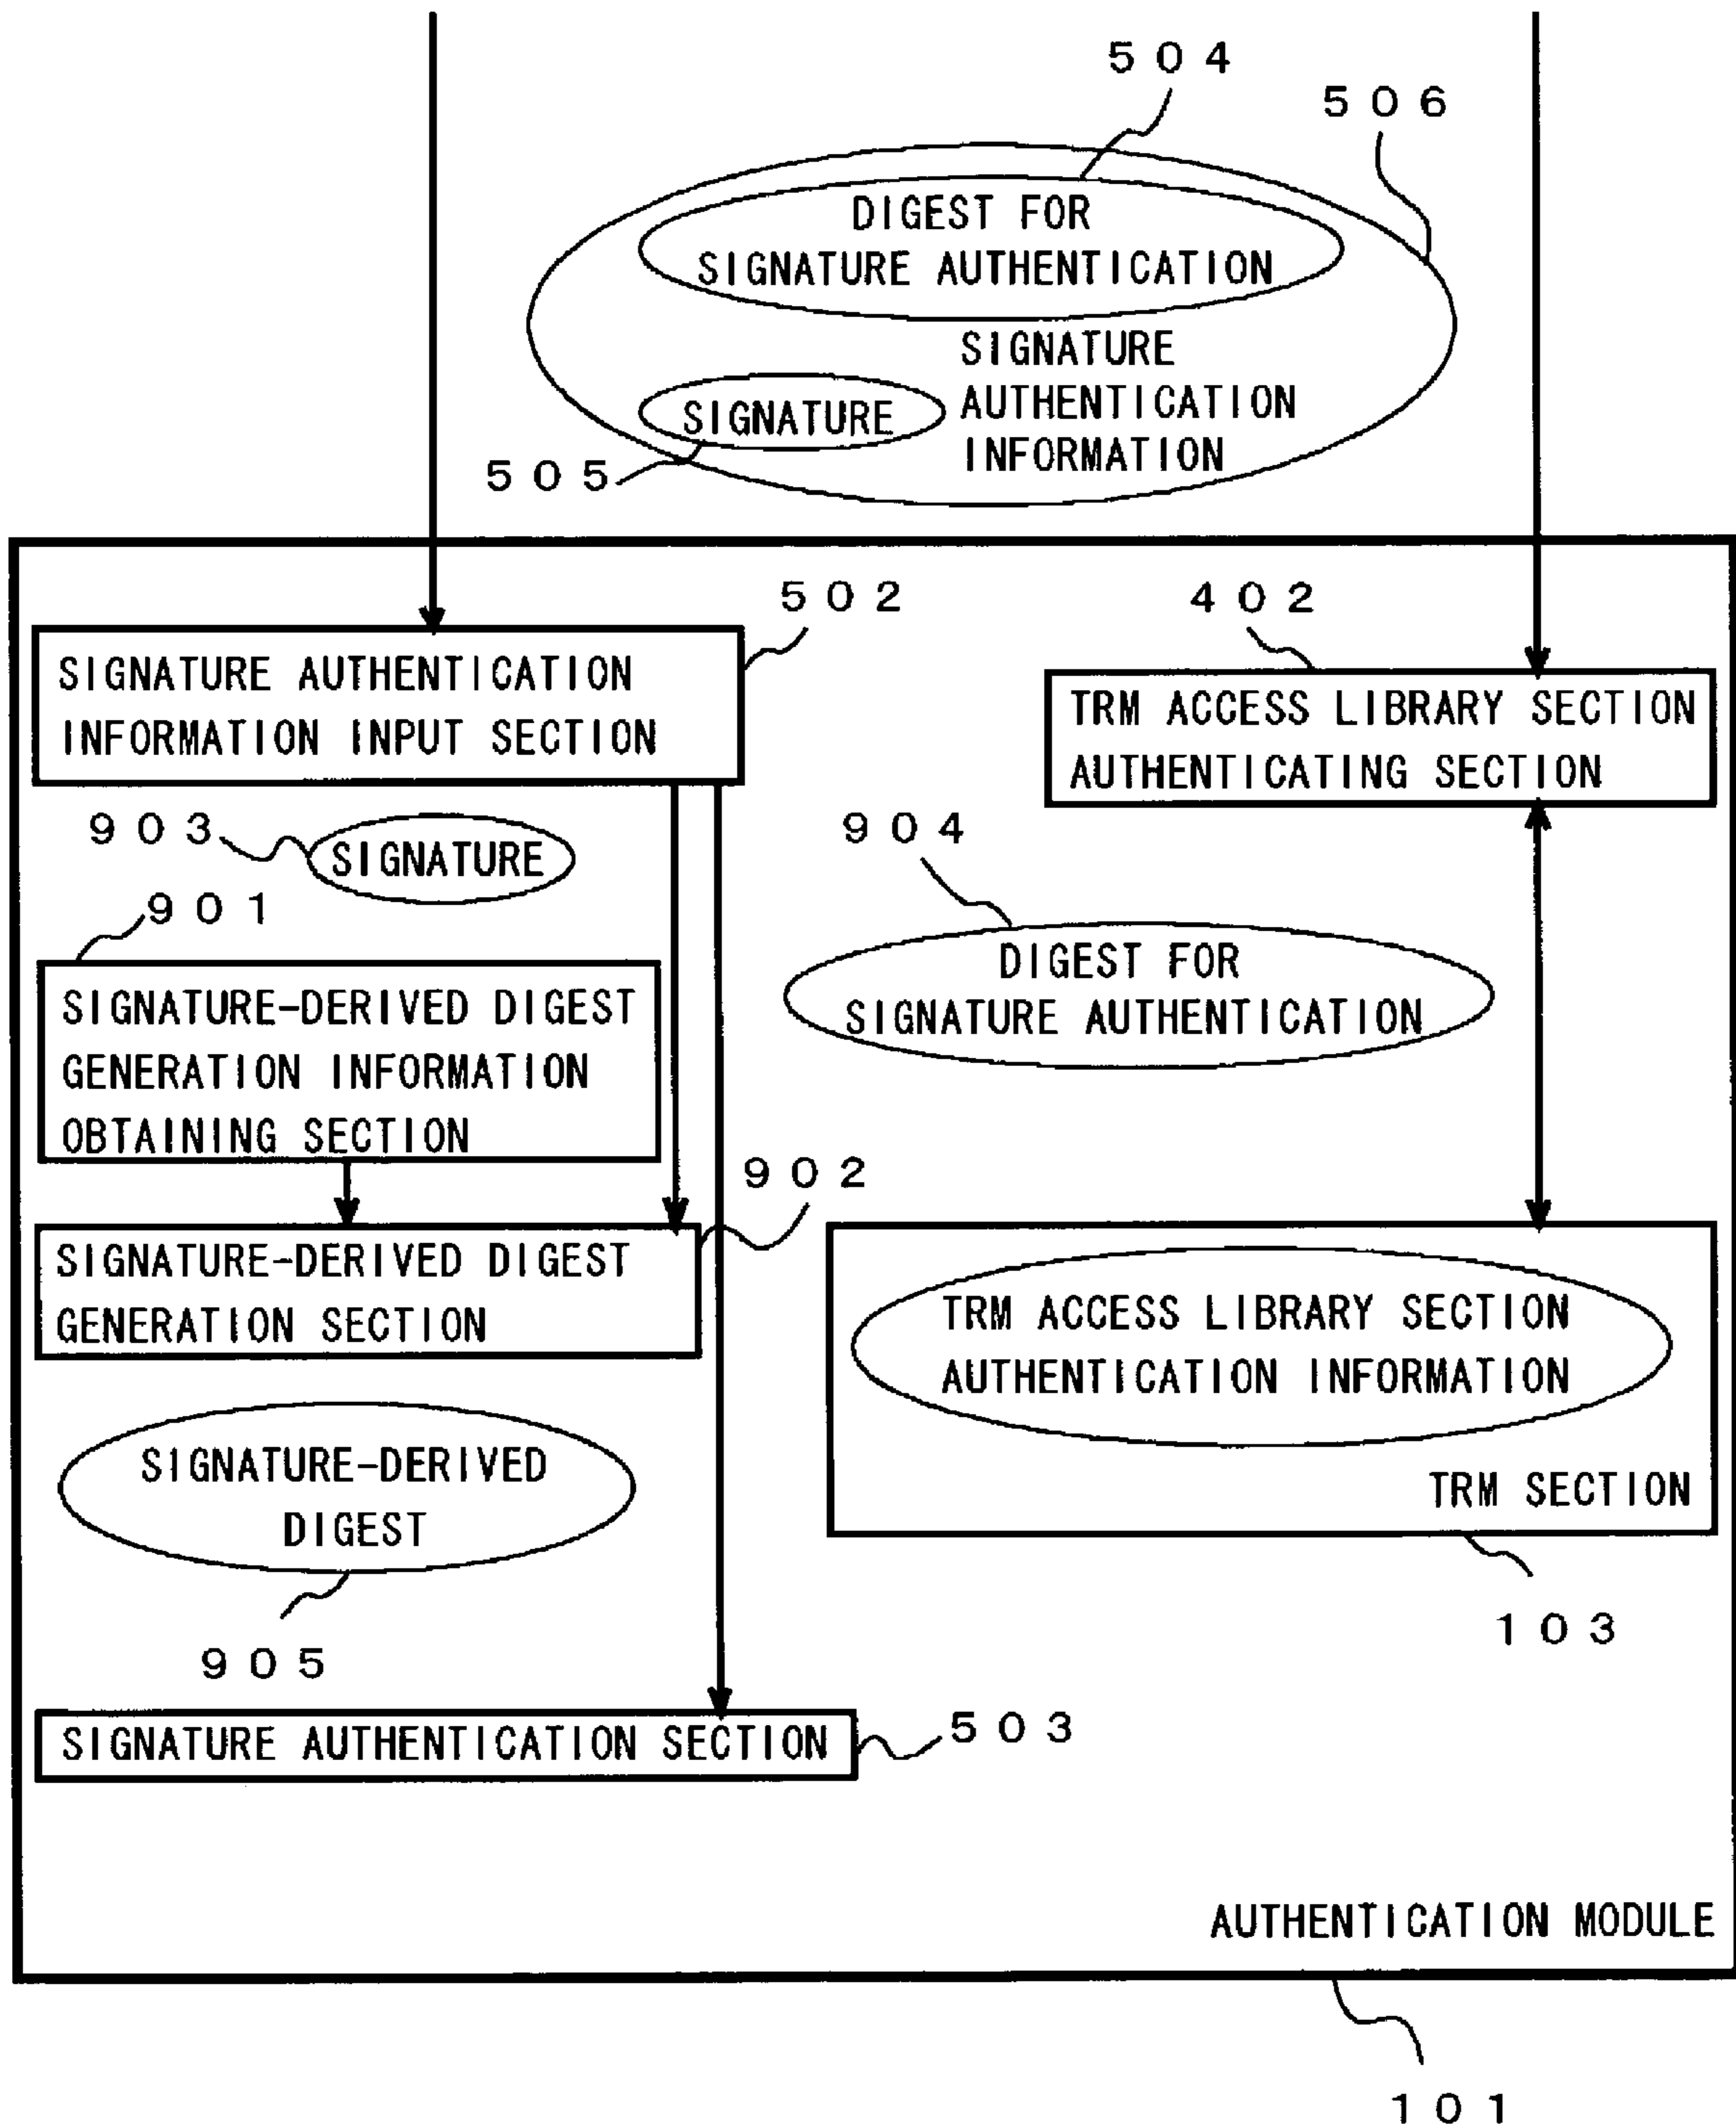 504
506
DIGEST FOR
SIGNATURE AUTHENTICATION
SIGNATURE
AUTHENTICATION
INFORMATION
SIGNATURE
505
502
402
SIGNATURE AUTHENTICATION
INFORMATION INPUT SECTION
TRM ACCESS LIBRARY SECTION
AUTHENTICATING SECTION
903
SIGNATURE
904
901
DIGEST FOR
SIGNATURE AUTHENTICATION
SIGNATURE-DERIVED DIGEST
GENERATION INFORMATION
OBTAINING SECTION
902
SIGNATURE-DERIVED DIGEST
GENERATION SECTION
TRM ACCESS LIBRARY SECTION
AUTHENTICATION INFORMATION
TRM SECTION
SIGNATURE-DERIVED
DIGEST
103
905
SIGNATURE AUTHENTICATION SECTION
503
AUTHENTICATION MODULE
101